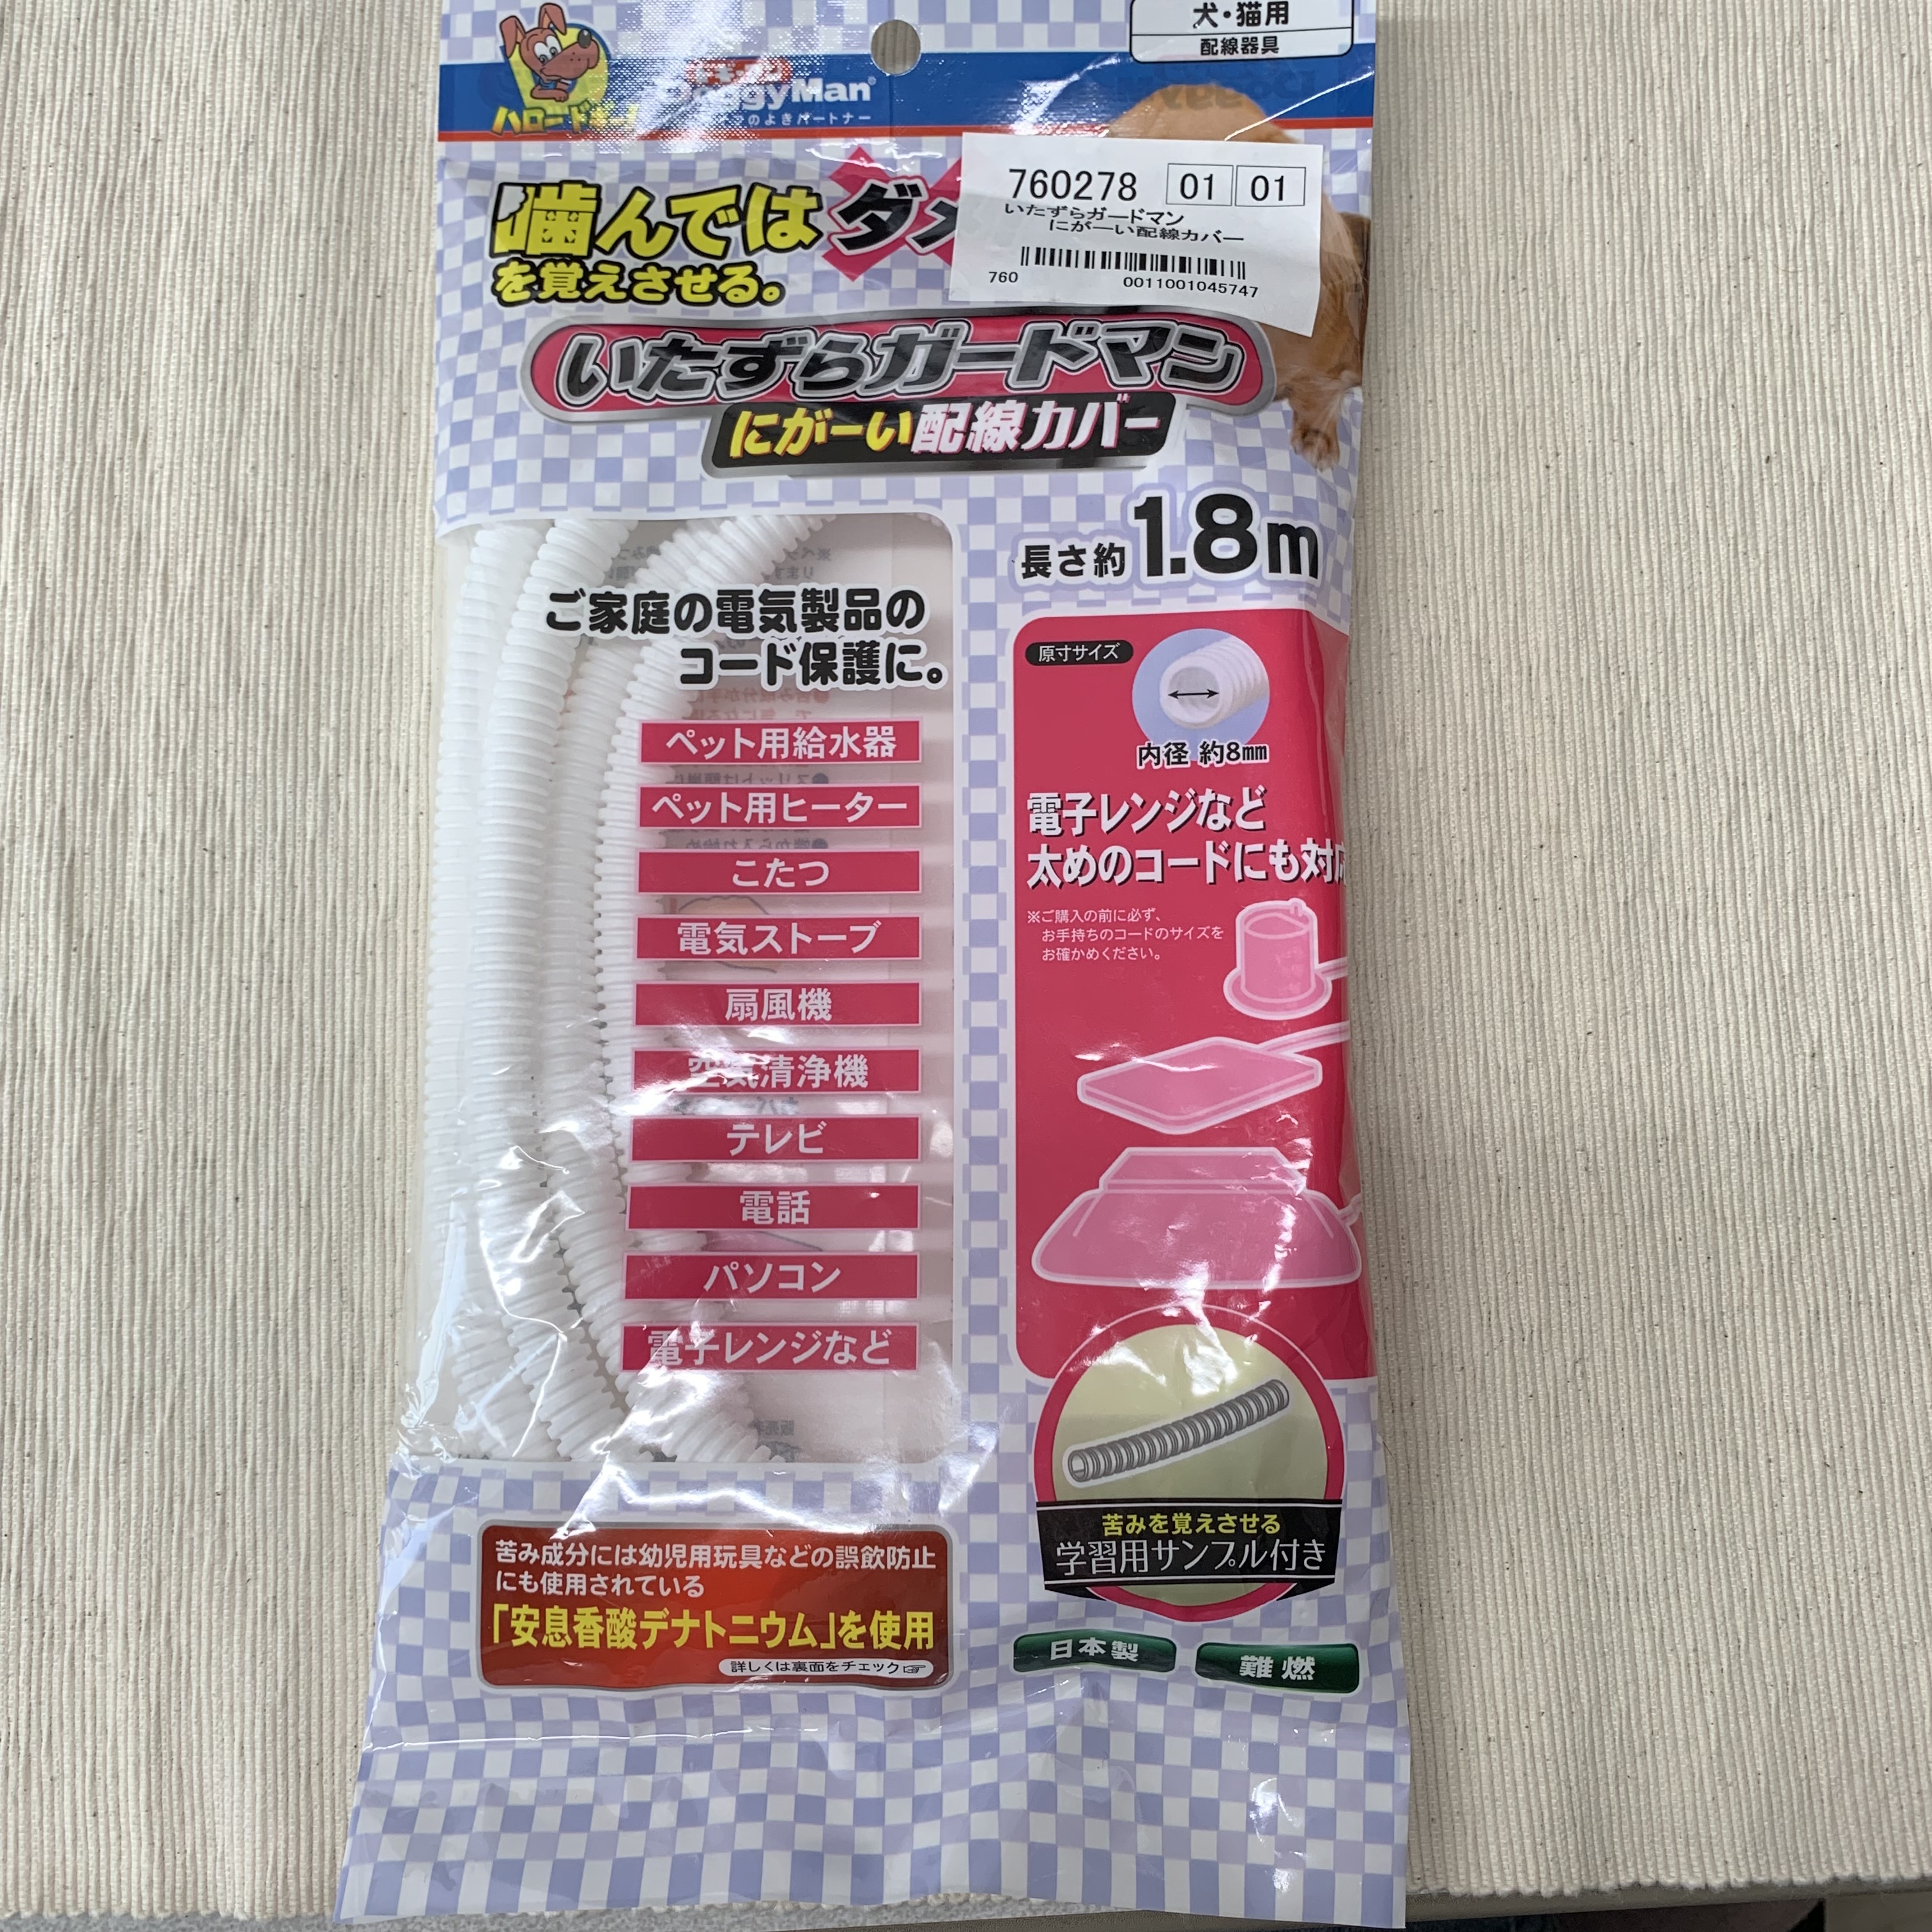 犬・猫用
配線器具
ハロードギー!
DoggyMan®
のよきパートナー
噛んではダメ
を覚えさせる。
760278 01 01
いたずらガードマン
にがーい配線カバー
760 0011001045747
いたずらガードマン
にがーい配線カバー
長さ約1.8m
ご家庭の電気製品の
コード保護に。
ペット用給水器
ペット用ヒーター
こたつ
電気ストーブ
扇風機
空気清浄機
テレビ
電話
パソコン
電子レンジなど
原寸サイズ
内径 約8mm
電子レンジなど
太めのコードにも対応
※ご購入の前に必ず、
お手持ちのコードのサイズを
お確かめください。
苦みを覚えさせる
学習用サンプル付き
苦み成分には幼児用玩具などの誤飲防止
にも使用されている
「安息香酸デナトニウム」を使用
詳しくは裏面をチェック☞
日本製
難燃